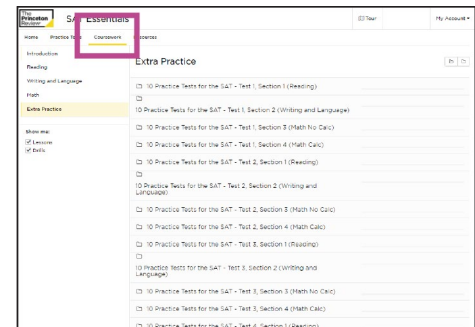 The
Princeton
Review
SAT Essentials
Tour
My Account
Home Practice Tests Coursework Resources
Introduction
Reading
Writing and Language
Math
Extra Practice
Show me:
Lessons
Drills
Extra Practice
10 Practice Tests for the SAT - Test 1, Section 1 (Reading)
10 Practice Tests for the SAT - Test 1, Section 2 (Writing and Language)
10 Practice Tests for the SAT - Test 1, Section 3 (Math No Calc)
10 Practice Tests for the SAT - Test 1, Section 4 (Math Calc)
10 Practice Tests for the SAT - Test 2, Section 1 (Reading)
10 Practice Tests for the SAT - Test 2, Section 2 (Writing and
Language)
10 Practice Tests for the SAT - Test 2, Section 3 (Math No Calc)
10 Practice Tests for the SAT - Test 2, Section 4 (Math Calc)
10 Practice Tests for the SAT - Test 3, Section 1 (Reading)
10 Practice Tests for the SAT - Test 3, Section 2 (Writing and
Language)
10 Practice Tests for the SAT - Test 3, Section 3 (Math No Calc)
10 Practice Tests for the SAT - Test 3, Section 4 (Math Calc)
10 Practice Tests for the SAT - Test 4, Section 1 (Reading)